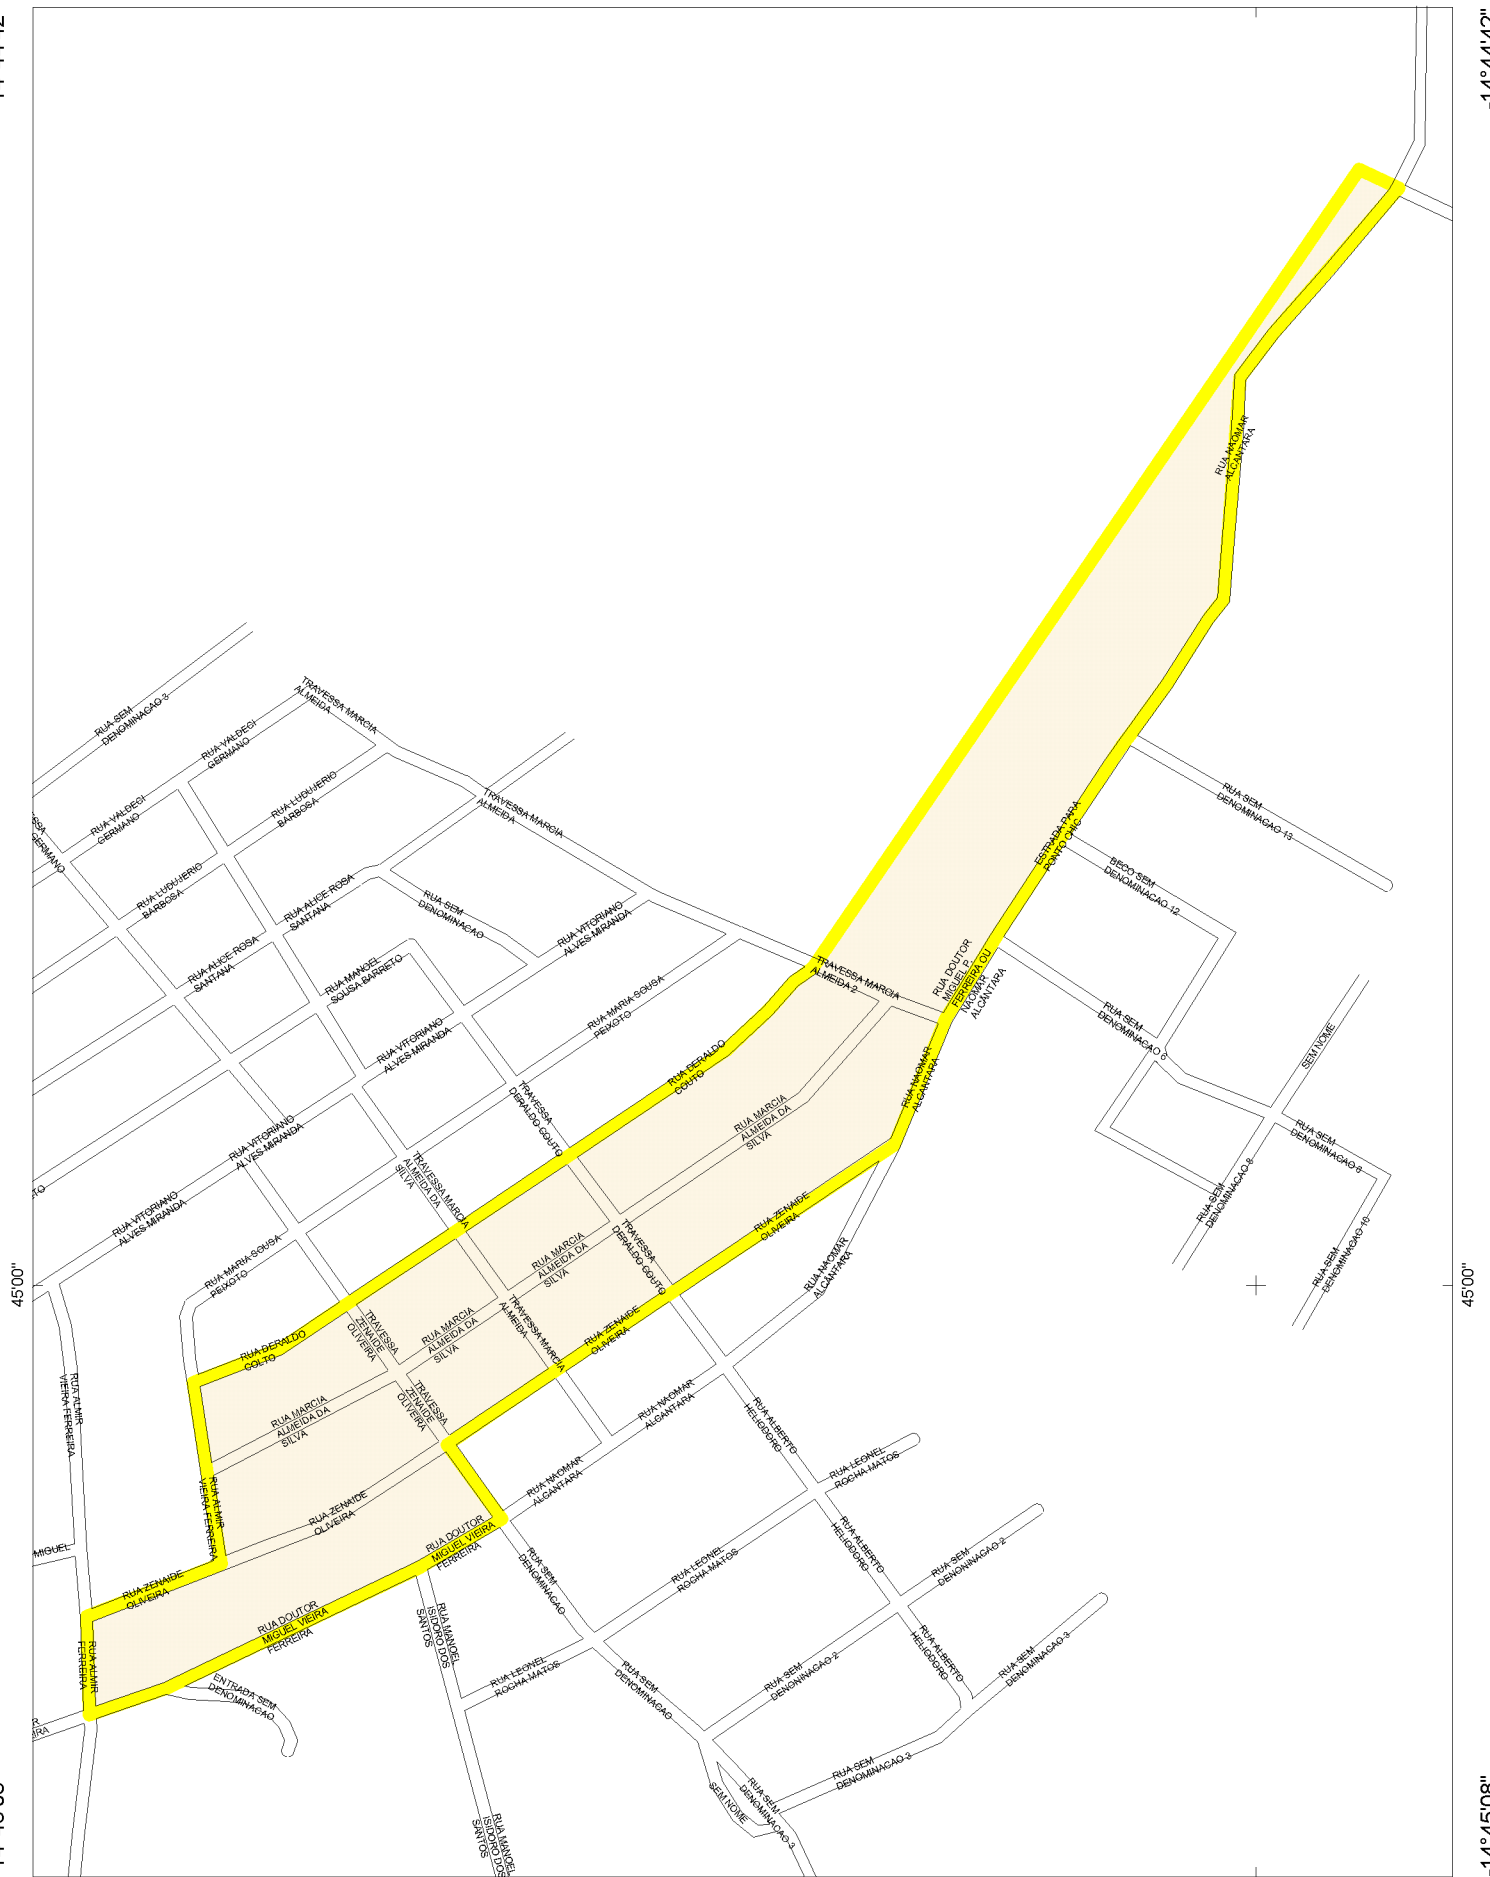 -14°44'42"
RUA SEM
DENOMINACAO 3
TRAVESSA MARCIA
ALMEIDA
RUA VALDECI
GERMANO
RUA VALDECI
GERMANO
RUA LUDUJERIO
BARBOSA
TRAVESSA MARCIA
ALMEIDA
GERMANO
RUA LUDUJERIO
BARBOSA
RUA ALICE ROSA
SANTANA
RUA SEM
DENOMINACAO
RUA VITORIANO
ALVES MIRANDA
RUA ALICE ROSA
SANTANA
RUA MANOEL
SOUSA BARRETO
RUA MARIA SOUSA
PEIXOTO
RUA VITORIANO
ALVES MIRANDA
RUA NAOMAR
ALCANTARA
RUA SEM
DENOMINACAO 13
ESTRADA PARA
PONTO CHIC
BECO SEM
DENOMINACAO 12
TRAVESSA MARCIA
ALMEIDA 2
RUA DOUTOR
MIGUEL P.
FERREIRA OU
NAOMAR
ALCANTARA
RUA SEM
DENOMINACAO 6
SEM NOME
RUA DERALDO
COUTO
TRAVESSA
DERALDO COUTO
RUA NAOMAR
ALCANTARA
RUA MARCIA
ALMEIDA DA
SILVA
RUA VITORIANO
ALVES MIRANDA
TRAVESSA MARCIA
ALMEIDA DA
SILVA
RUA SEM
DENOMINACAO 6
RUA VITORIANO
ALVES MIRANDA
RUA SEM
DENOMINACAO 8
RUA ZENAIDE
OLIVEIRA
TRAVESSA
DERALDO COUTO
RUA MARCIA
ALMEIDA DA
SILVA
RUA MARIA SOUSA
PEIXOTO
RUA NAOMAR
ALCANTARA
RUA SEM
DENOMINACAO 10
45'00"
45'00"
RUA DERALDO
COLTO
TRAVESSA
ZENAIDE
OLIVEIRA
RUA MARCIA
ALMEIDA DA
SILVA
TRAVESSA MARCIA
ALMEIDA
RUA ZENAIDE
OLIVEIRA
RUA ALMIR
VIEIRA FERREIRA
RUA MARCIA
ALMEIDA DA
SILVA
TRAVESSA
ZENAIDE
OLIVEIRA
RUA NAOMAR
ALCANTARA
RUA ALBERTO
HELIODORO
RUA LEONEL
ROCHA MATOS
RUA ALMIR
VIEIRA FERREIRA
RUA NAOMAR
ALCANTARA
RUA ZENAIDE
OLIVEIRA
MIGUEL
RUA DOUTOR
MIGUEL VIEIRA
FERREIRA
RUA ALBERTO
HELIODORO
RUA SEM
DENONINACAO 2
RUA LEONEL
ROCHA MATOS
RUA SEM
DENOMINACAO
RUA ZENAIDE
OLIVEIRA
RUA DOUTOR
MIGUEL VIEIRA
FERREIRA
RUA MANOEL
ISIDORO DOS
SANTOS
RUA ALBERTO
HELIODORO
RUA SEM
DENOMINACAO 3
RUA ALMIR
FERREIRA
RUA LEONEL
ROCHA MATOS
RUA SEM
DENOMINACAO
RUA SEM
DENONINACAO 2
ENTRADA SEM
DENOMINACAO
RUA SEM
DENOMINACAO 3
SEM NOME
RUA SEM
DENOMINACAO 3
RUA MANOEL
ISIDORO DOS
SANTOS
-14°45'08"